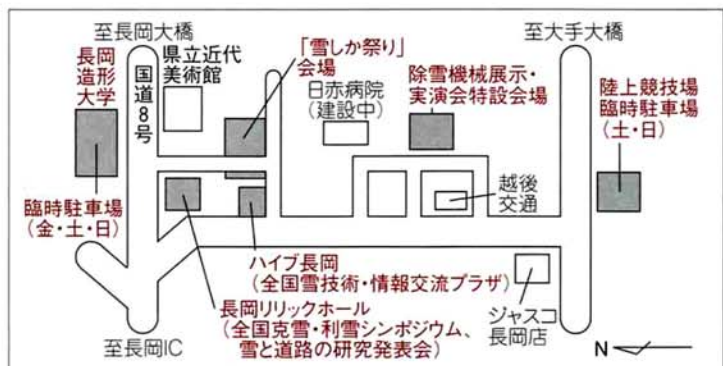 至長岡大橋
至大手大橋
長岡
造形
大学
国道8号
県立近代
美術館
「雪しか祭り」
会場
日赤病院
(建設中)
除雪機械展示・
実演会特設会場
陸上競技場
臨時駐車場
(土・日)
臨時駐車場
(金・土・日)
越後
交通
ハイブ長岡
(全国雪技術・情報交流プラザ)
長岡リリックホール
(全国克雪・利雪シンポジウム、
雪と道路の研究発表会)
ジャスコ
長岡店
至長岡IC
N